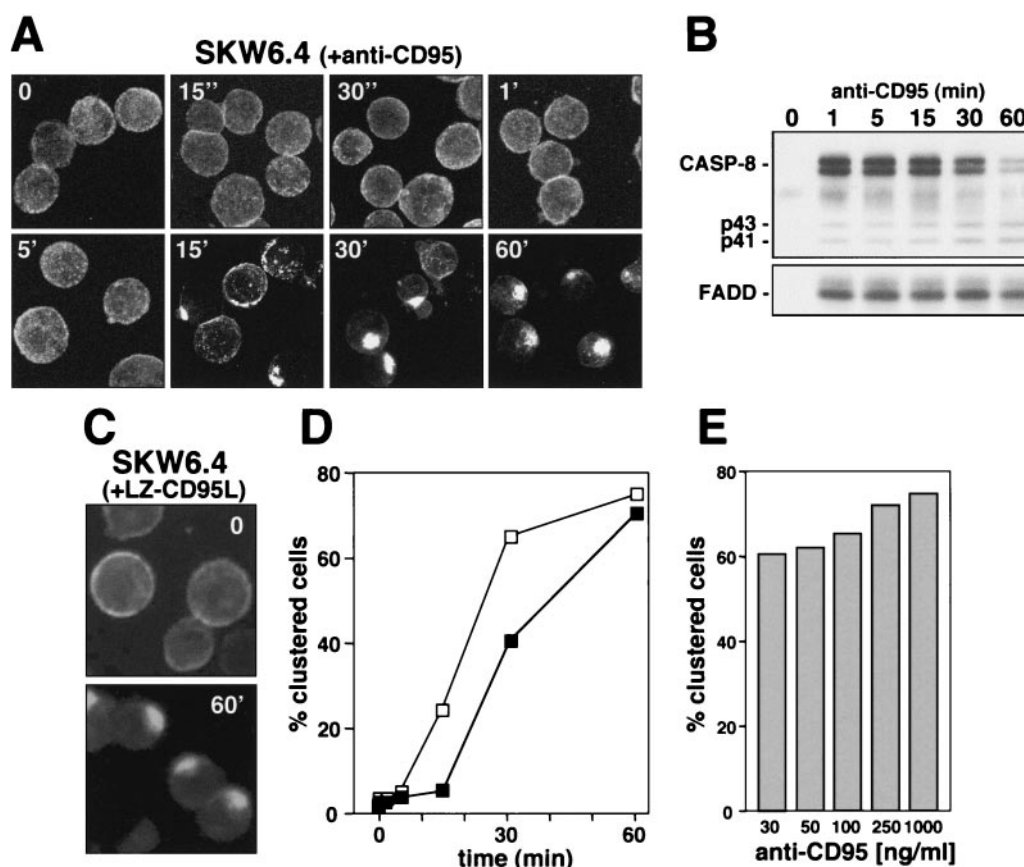 A
SKW6.4 (+anti-CD95)
0
15''
30''
1'
5'
15'
30'
60'
B
anti-CD95 (min)
0 1 5 15 30 60
CASP-8 -
p43 -
p41 -
FADD -
C
SKW6.4
(+LZ-CD95L)
0
60'
D
% clustered cells
80
60
40
20
0
0 30 60
time (min)
E
% clustered cells
80
60
40
20
0
30 50 100 250 1000
anti-CD95 [ng/ml]